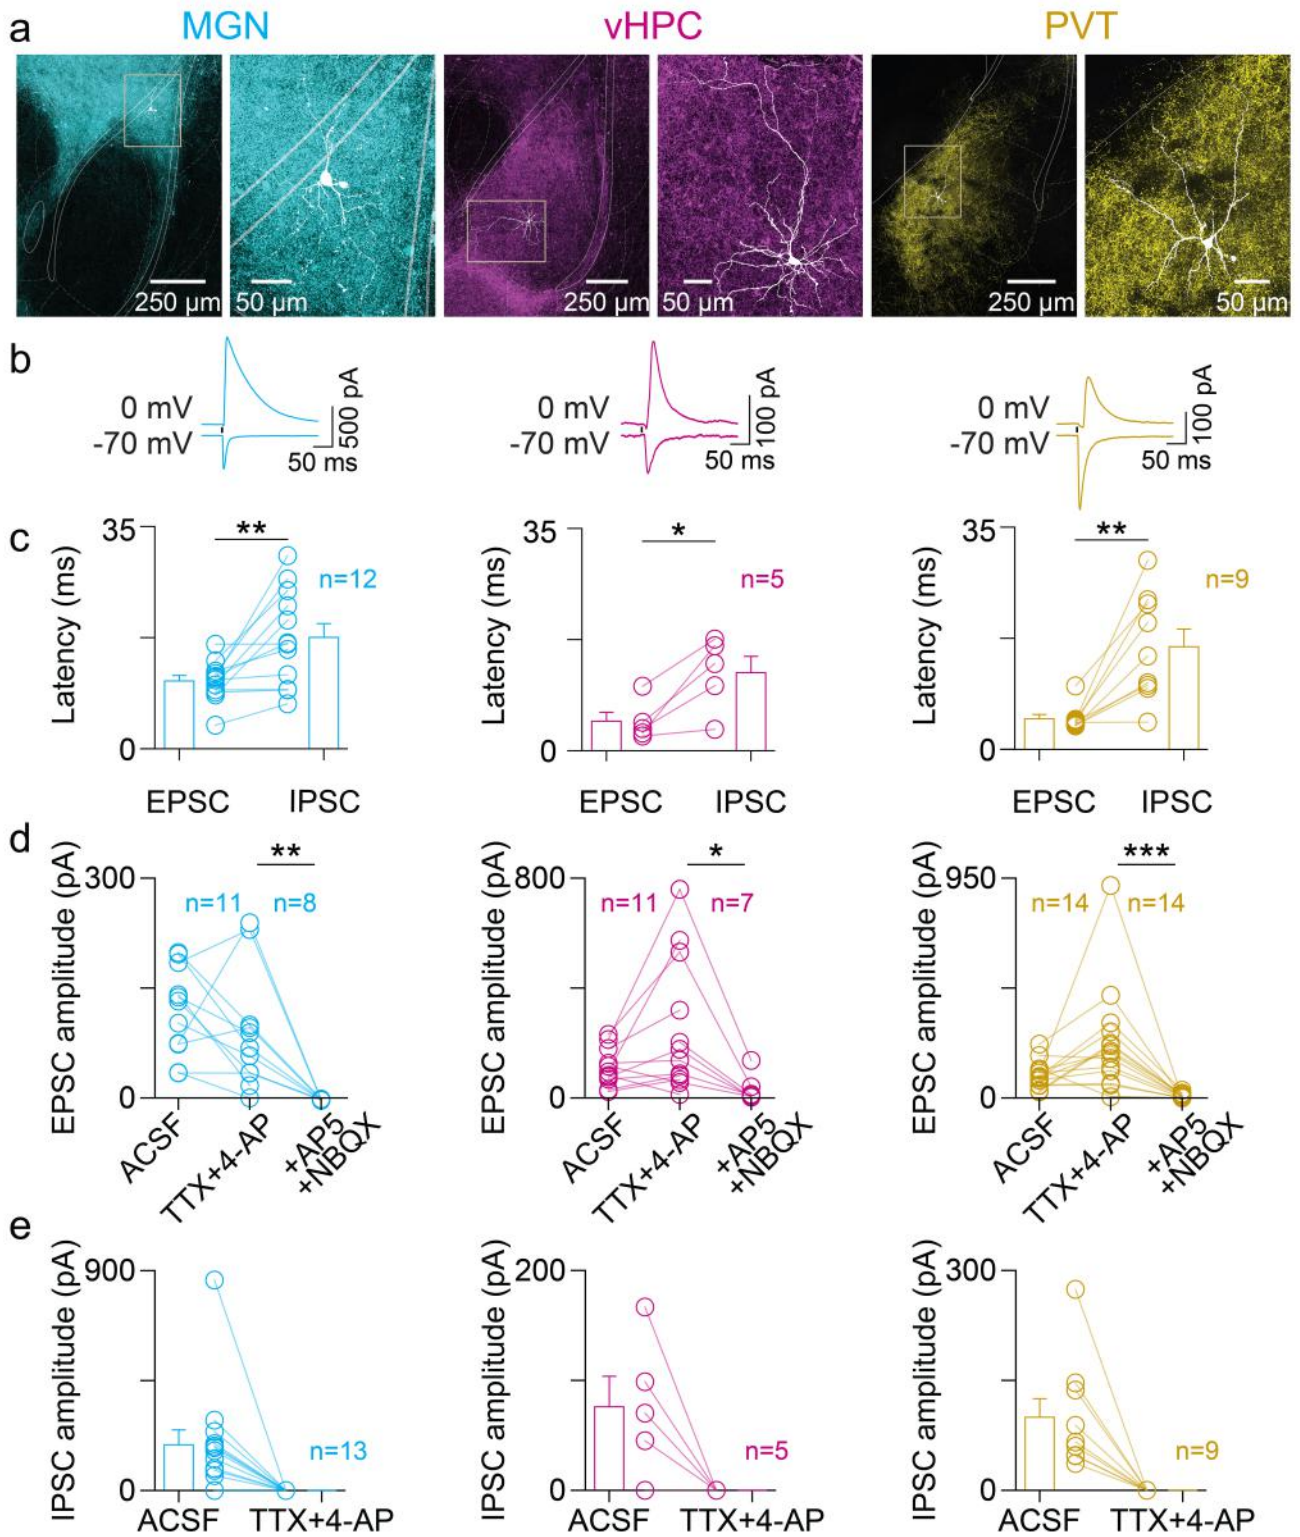 a
MGN
vHPC
PVT
250 µm
50 µm
250 µm
50 µm
250 µm
50 µm
b
0 mV
-70 mV
500 pA
50 ms
0 mV
-70 mV
100 pA
50 ms
0 mV
-70 mV
100 pA
50 ms
c
Latency (ms)
35
0
**
n=12
EPSC
IPSC
Latency (ms)
35
0
*
n=5
EPSC
IPSC
Latency (ms)
35
0
**
n=9
EPSC
IPSC
d
EPSC amplitude (pA)
300
0
**
n=11
n=8
ACSF
TTX+4-AP
+AP5
+NBQX
EPSC amplitude (pA)
800
0
*
n=11
n=7
ACSF
TTX+4-AP
+AP5
+NBQX
EPSC amplitude (pA)
950
0
***
n=14
n=14
ACSF
TTX+4-AP
+AP5
+NBQX
e
IPSC amplitude (pA)
900
0
n=13
ACSF
TTX+4-AP
IPSC amplitude (pA)
200
0
n=5
ACSF
TTX+4-AP
IPSC amplitude (pA)
300
0
n=9
ACSF
TTX+4-AP